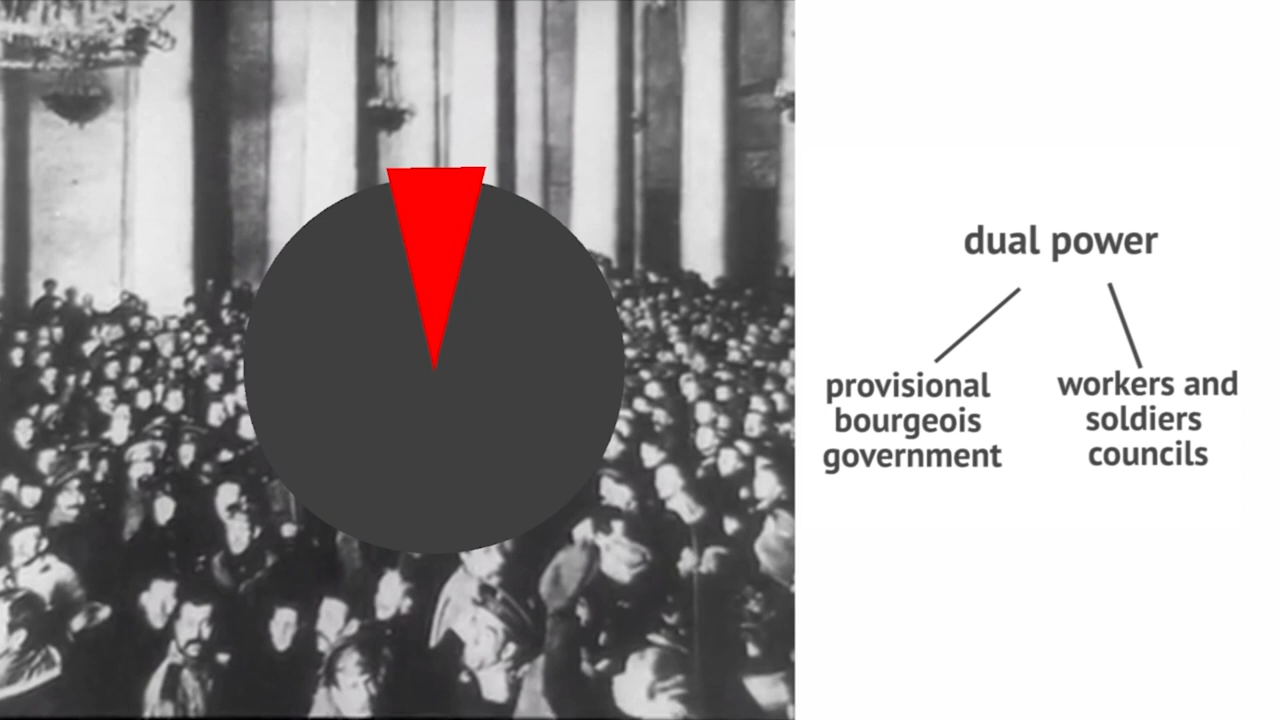 dual power
provisional
bourgeois
government
workers and
soldiers
councils